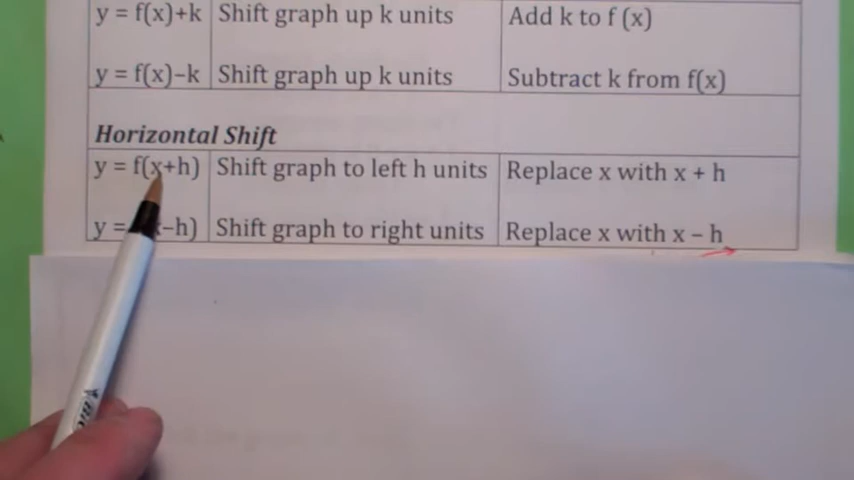 y = f(x)+k Shift graph up k units Add k to f (x)
y = f(x)–k Shift graph up k units Subtract k from f(x)
Horizontal Shift
y = f(x+h) Shift graph to left h units Replace x with x + h
y = –h) Shift graph to right units Replace x with x – h